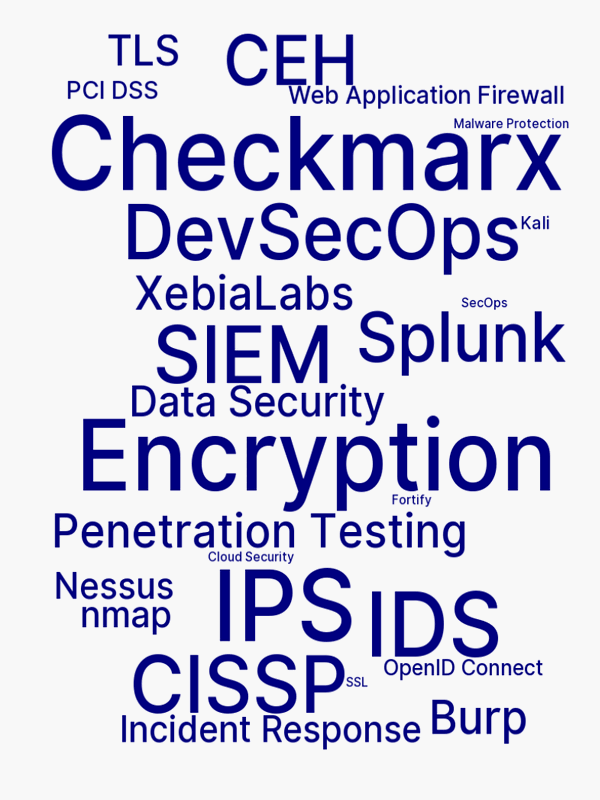 TLS
CEH
PCI DSS
Web Application Firewall
Malware Protection
Checkmarx
DevSecOps
Kali
XebiaLabs
SecOps
Splunk
SIEM
Data Security
Encryption
Fortify
Penetration Testing
Cloud Security
Nessus
nmap
IPS
IDS
OpenID Connect
CISSP
SSL
Incident Response
Burp